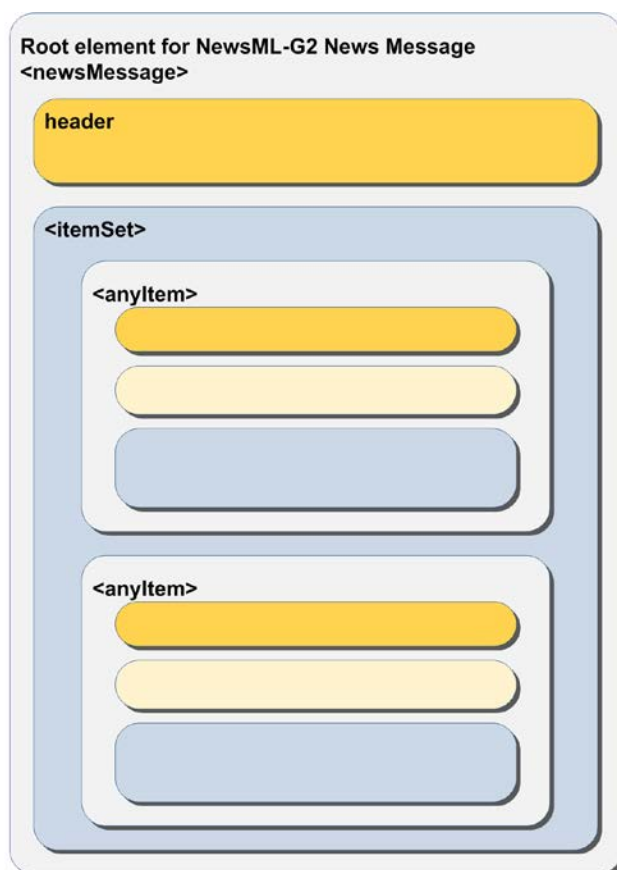 Root element for NewsML-G2 News Message
<newsMessage>
header
<itemSet>
<anyItem>
<anyItem>